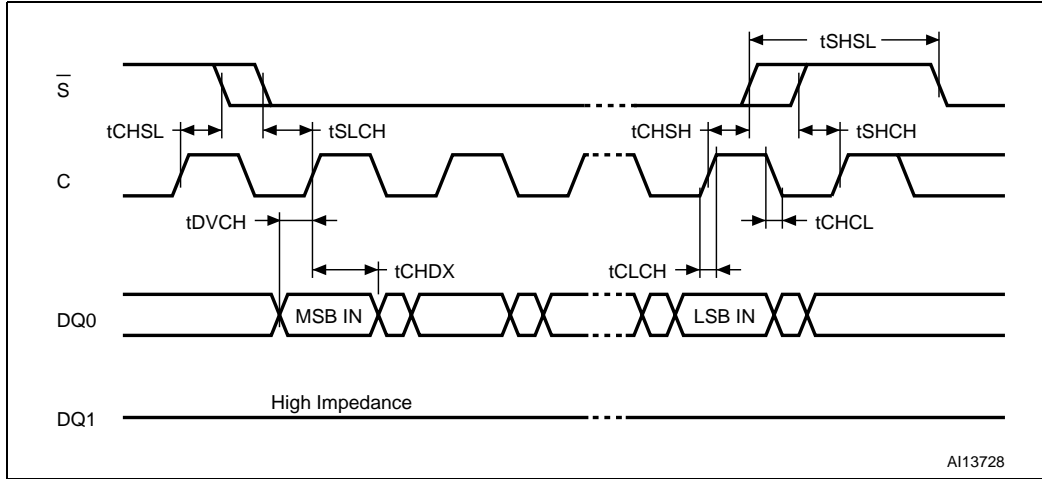 tSHSL
S̅
tCHSL
tSLCH
tCHSH
tSHCH
C
tDVCH
tCHCL
tCHDX
tCLCH
DQ0
MSB IN
LSB IN
High Impedance
DQ1
AI13728